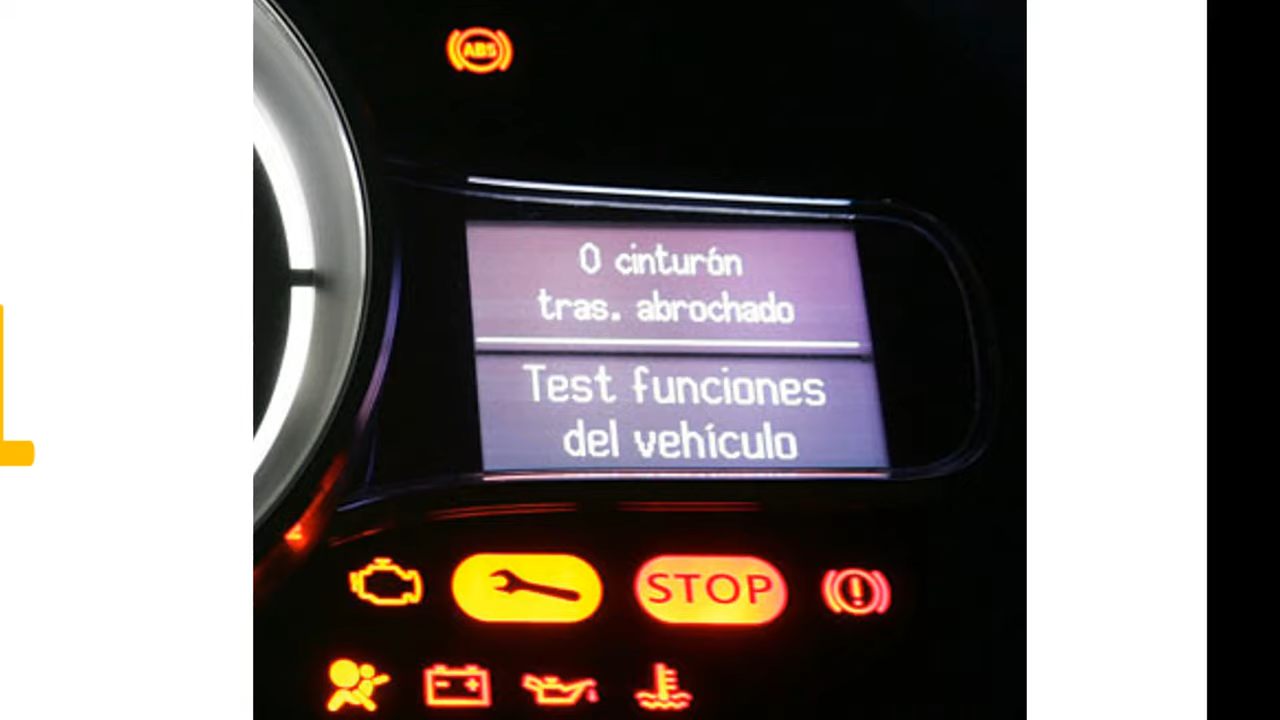 ABS
0 cinturón
tras. abrochado
Test funciones
del vehículo
STOP